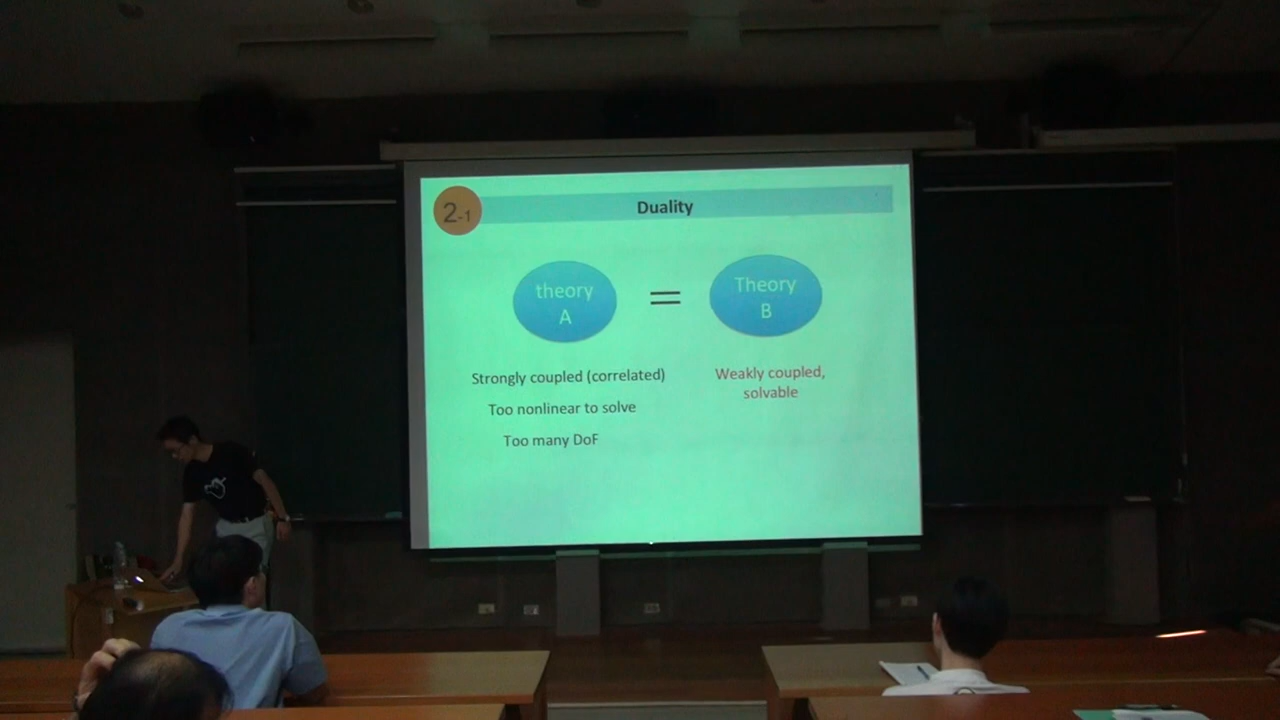 2-1
Duality
theory
A
=
Theory
B
Strongly coupled (correlated)
Too nonlinear to solve
Too many DoF
Weakly coupled,
solvable